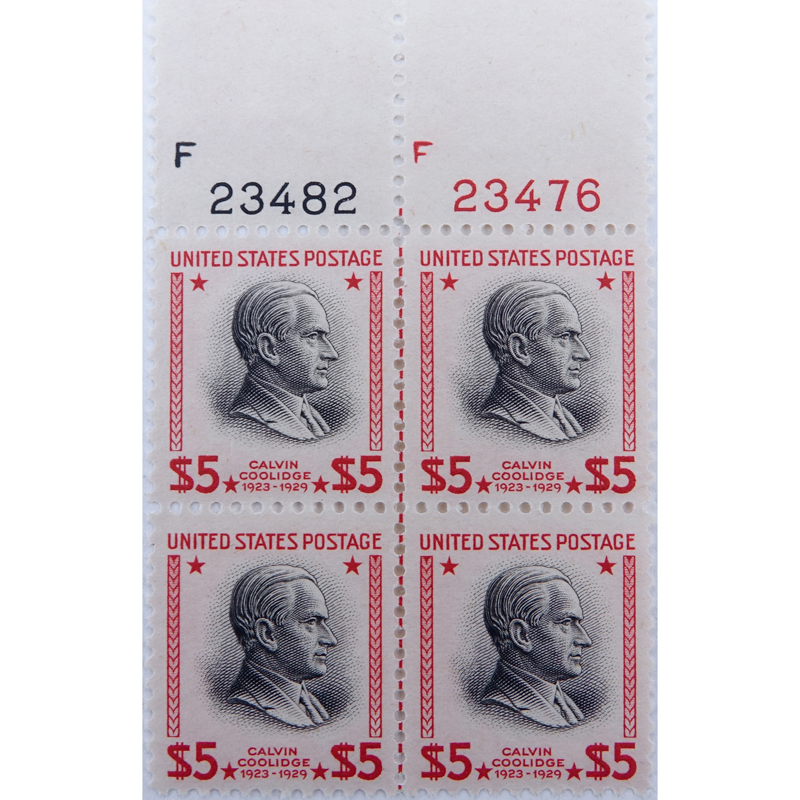 F F
23482 23476
UNITED STATES POSTAGE UNITED STATES POSTAGE
$5 CALVIN COOLIDGE 1923-1929 $5 $5 CALVIN COOLIDGE 1923-1929 $5
UNITED STATES POSTAGE UNITED STATES POSTAGE
$5 CALVIN COOLIDGE 1923-1929 $5 $5 CALVIN COOLIDGE 1923-1929 $5